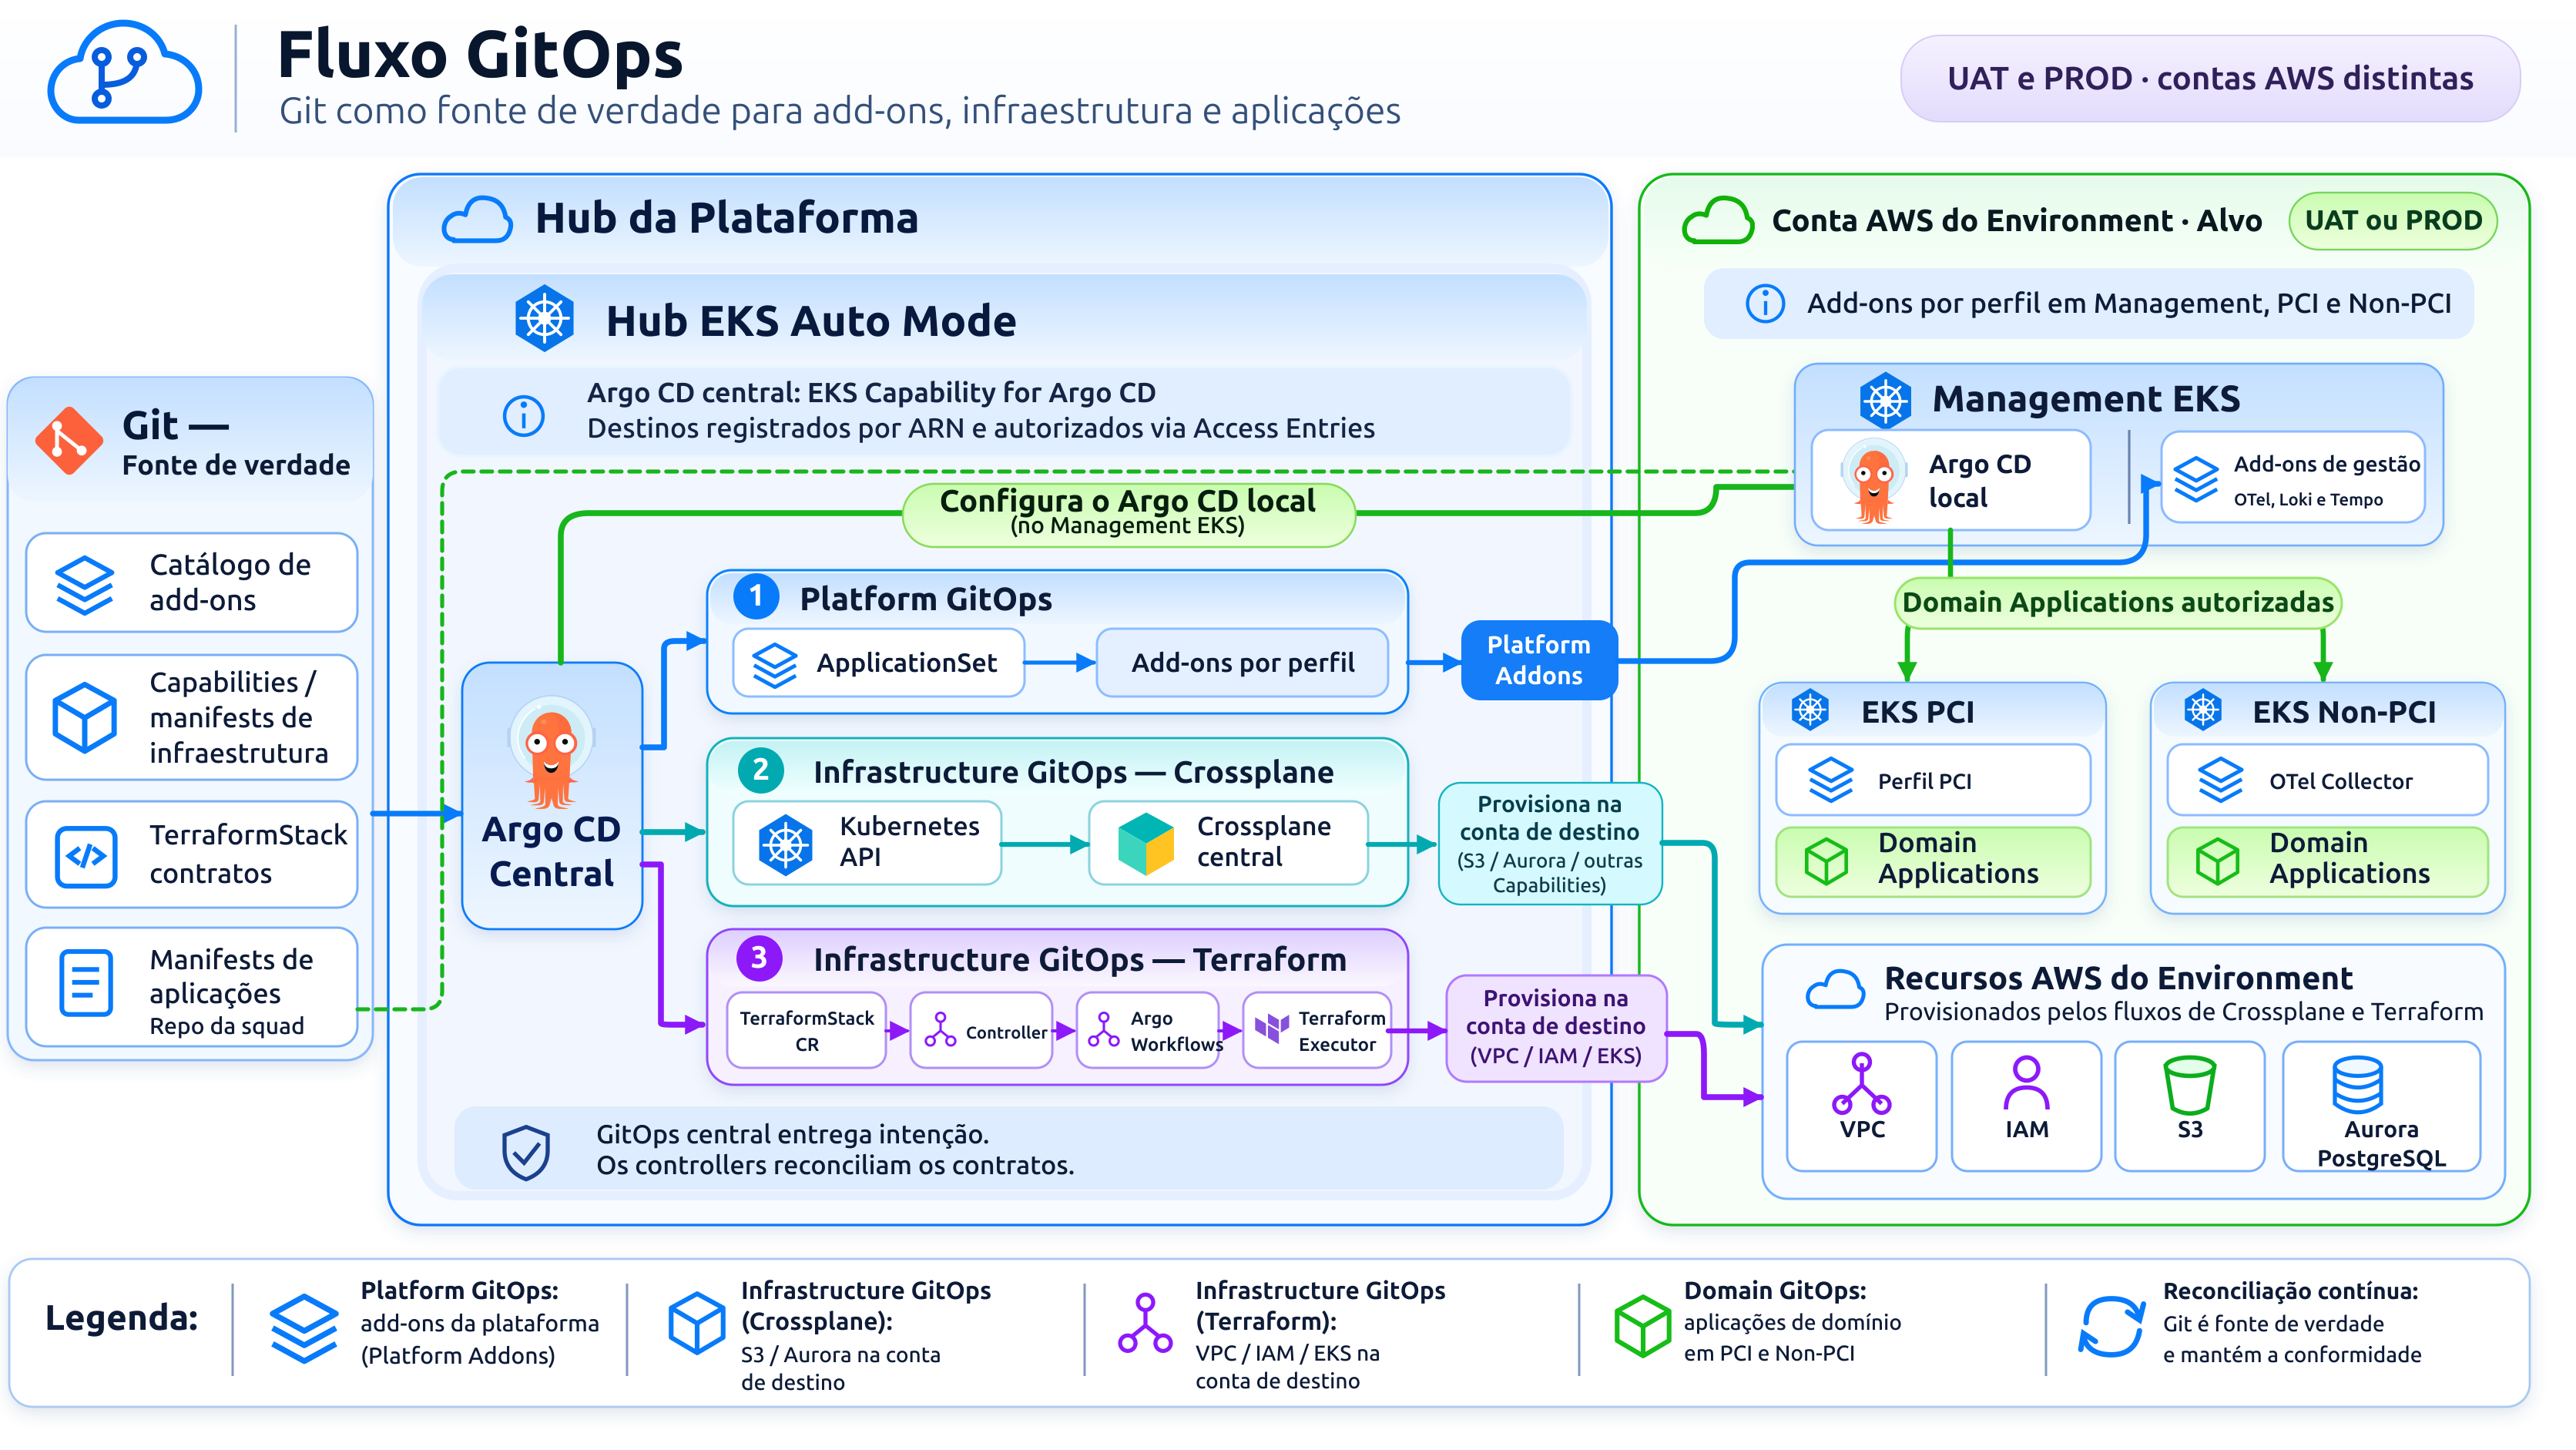 Fluxo GitOps
Git como fonte de verdade para add-ons, infraestrutura e aplicações
UAT e PROD · contas AWS distintas
Git —
Fonte de verdade
Catálogo de
add-ons
Capabilities /
manifests de
infraestrutura
TerraformStack
contratos
Manifests de
aplicações
Repo da squad
Hub da Plataforma
Hub EKS Auto Mode
Argo CD central: EKS Capability for Argo CD
Destinos registrados por ARN e autorizados via Access Entries
Configura o Argo CD local
(no Management EKS)
Argo CD
Central
1
Platform GitOps
ApplicationSet
Add-ons por perfil
Platform
Addons
2
Infrastructure GitOps — Crossplane
Kubernetes
API
Crossplane
central
Provisiona na
conta de destino
(S3 / Aurora / outras
Capabilities)
3
Infrastructure GitOps — Terraform
TerraformStack
CR
Controller
Argo
Workflows
Terraform
Executor
Provisiona na
conta de destino
(VPC / IAM / EKS)
GitOps central entrega intenção.
Os controllers reconciliam os contratos.
Conta AWS do Environment · Alvo
UAT ou PROD
Add-ons por perfil em Management, PCI e Non-PCI
Management EKS
Argo CD
local
Add-ons de gestão
OTel, Loki e Tempo
Domain Applications autorizadas
EKS PCI
Perfil PCI
Domain
Applications
EKS Non-PCI
OTel Collector
Domain
Applications
Recursos AWS do Environment
Provisionados pelos fluxos de Crossplane e Terraform
VPC
IAM
S3
Aurora
PostgreSQL
Legenda:
Platform GitOps:
add-ons da plataforma
(Platform Addons)
Infrastructure GitOps
(Crossplane):
S3 / Aurora na conta
de destino
Infrastructure GitOps
(Terraform):
VPC / IAM / EKS na
conta de destino
Domain GitOps:
aplicações de domínio
em PCI e Non-PCI
Reconciliação contínua:
Git é fonte de verdade
e mantém a conformidade